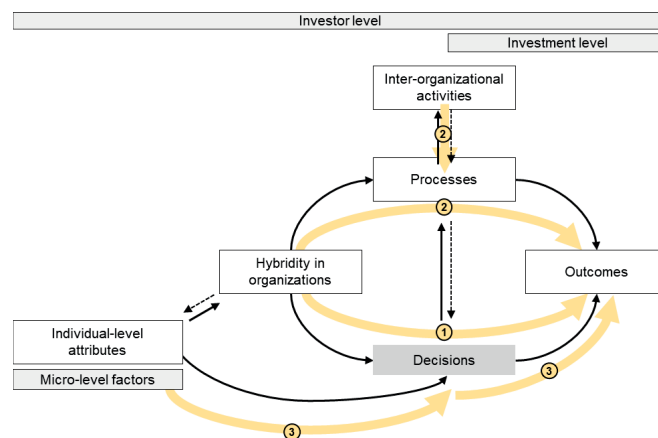 Investor level
Investment level
Inter-organizational
activities
2
Processes
2
Hybridity in
organizations
Outcomes
Individual-level
attributes
1
Decisions
Micro-level factors
3
3